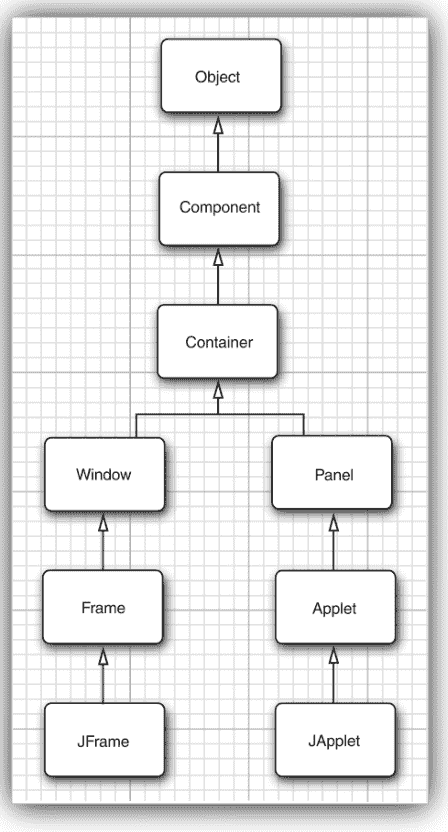 Object
Component
Container
Window
Panel
Frame
Applet
JFrame
JApplet